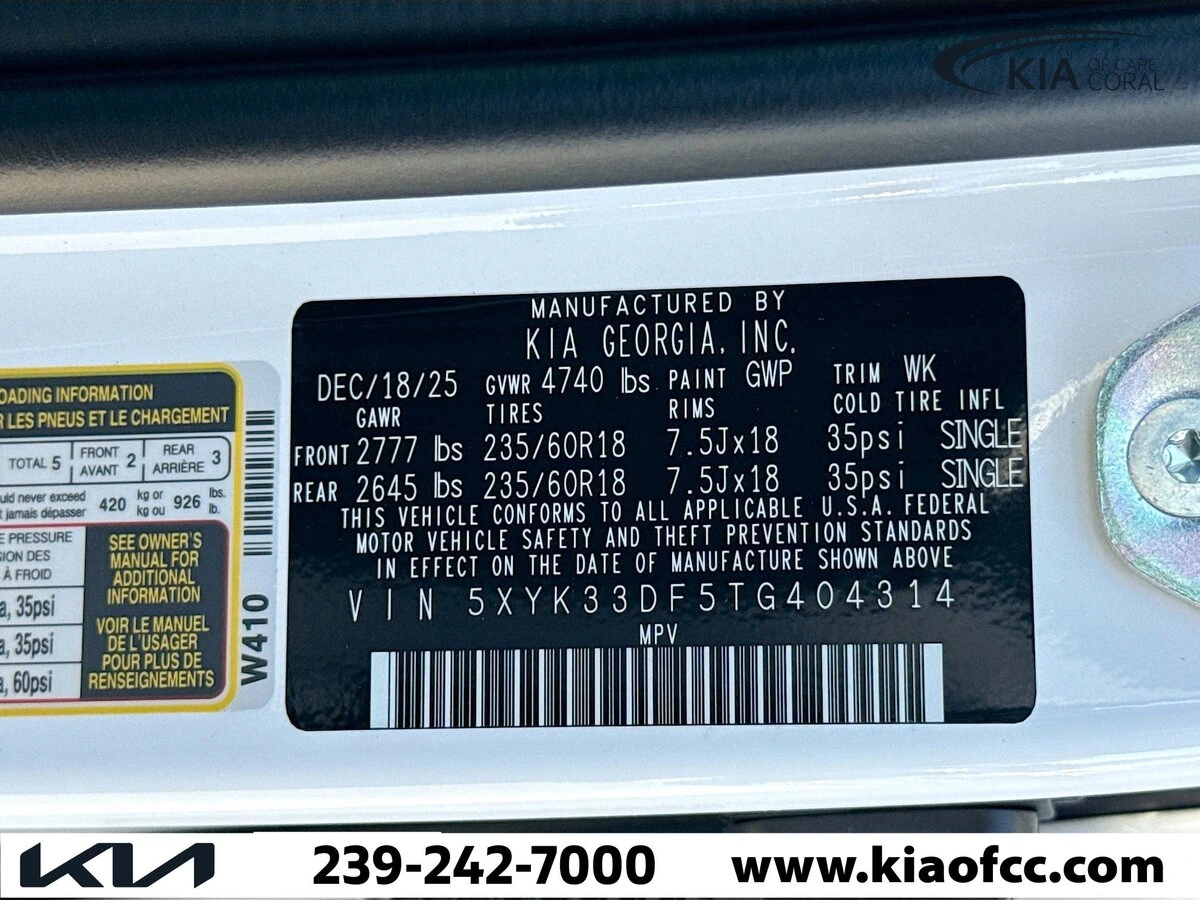 KIA OF CAPE CORAL
MANUFACTURED BY
KIA GEORGIA, INC.
DEC/18/25 GVWR 4740 lbs PAINT GWP TRIM WK
GAWR TIRES RIMS COLD TIRE INFL
FRONT 2777 lbs 235/60R18 7.5Jx18 35psi SINGLE
REAR 2645 lbs 235/60R18 7.5Jx18 35psi SINGLE
THIS VEHICLE CONFORMS TO ALL APPLICABLE U.S.A. FEDERAL
MOTOR VEHICLE SAFETY AND THEFT PREVENTION STANDARDS
IN EFFECT ON THE DATE OF MANUFACTURE SHOWN ABOVE
VIN 5XYK33DF5TG404314
MPV
OADING INFORMATION
R LES PNEUS ET LE CHARGEMENT
TOTAL 5 FRONT AVANT 2 REAR ARRIÈRE 3
uld never exceed 420 kg or 926 lbs.
t jamais dépasser kg ou lb.
E PRESSURE
SION DES
À FROID
a, 35psi
a, 35psi
a, 60psi
SEE OWNER'S
MANUAL FOR
ADDITIONAL
INFORMATION
VOIR LE MANUEL
DE L'USAGER
POUR PLUS DE
RENSEIGNEMENTS
W410
KIA 239-242-7000 www.kiaofcc.com